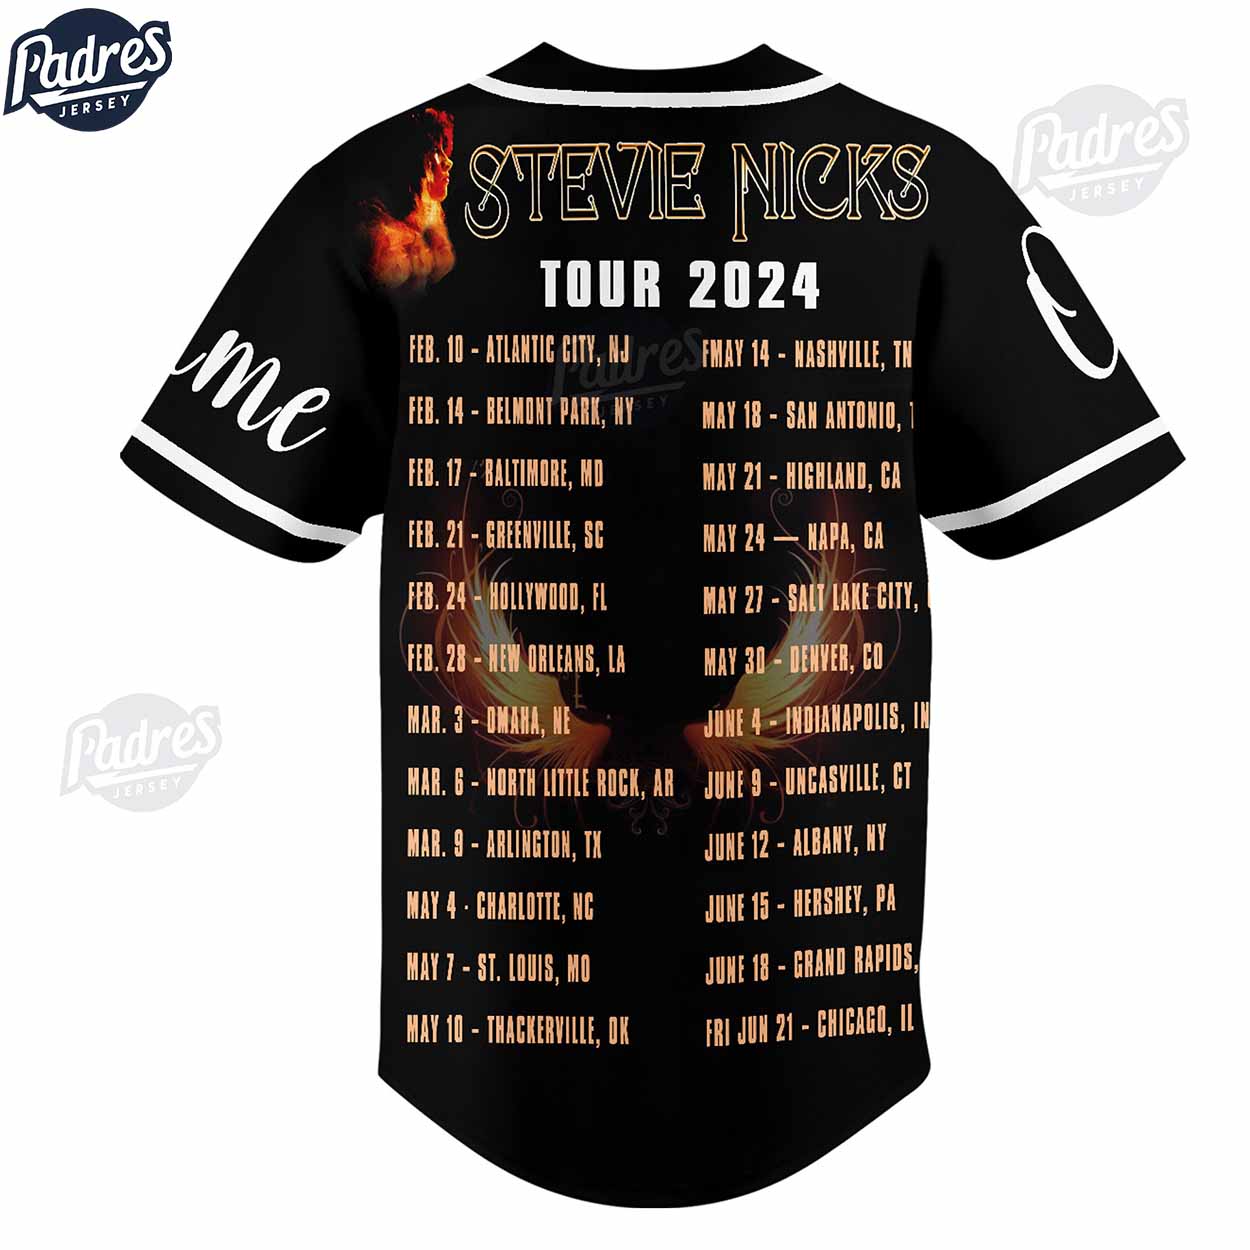 Padres
JERSEY
Padres
JERSEY
STEVIE NICKS
TOUR 2024
FEB. 10 - ATLANTIC CITY, NJ
FEB. 14 - BELMONT PARK, NY
FEB. 17 - BALTIMORE, MD
FEB. 21 - GREENVILLE, SC
FEB. 24 - HOLLYWOOD, FL
FEB. 28 - NEW ORLEANS, LA
MAR. 3 - OMAHA, NE
MAR. 6 - NORTH LITTLE ROCK, AR
MAR. 9 - ARLINGTON, TX
MAY 4 - CHARLOTTE, NC
MAY 7 - ST. LOUIS, MO
MAY 10 - THACKERVILLE, OK
FMAY 14 - NASHVILLE, TN
MAY 18 - SAN ANTONIO,
MAY 21 - HIGHLAND, CA
MAY 24 — NAPA, CA
MAY 27 - SALT LAKE CITY,
MAY 30 - DENVER, CO
JUNE 4 - INDIANAPOLIS, IN
JUNE 9 - UNCASVILLE, CT
JUNE 12 - ALBANY, NY
JUNE 15 - HERSHEY, PA
JUNE 18 - GRAND RAPIDS,
FRI JUN 21 - CHICAGO, IL
me
Padres
JERSEY
Padres
JERSEY